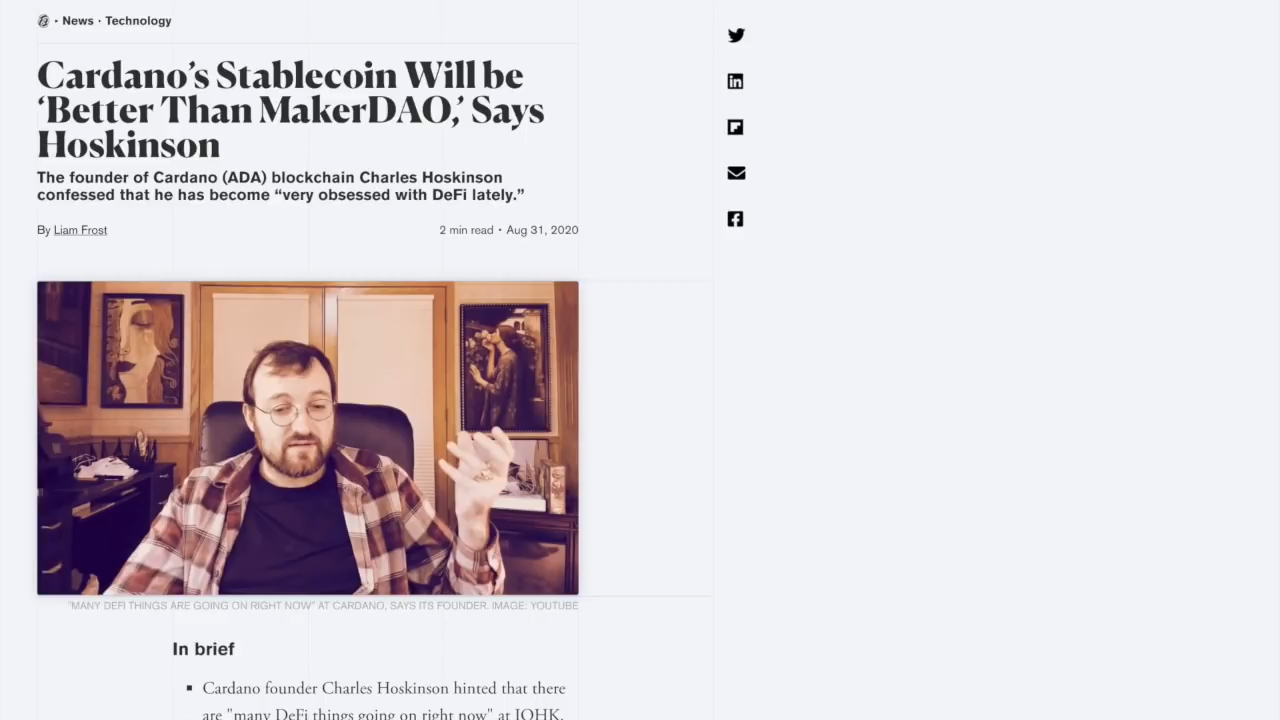 • News • Technology
Cardano’s Stablecoin Will be
‘Better Than MakerDAO,’ Says
Hoskinson
The founder of Cardano (ADA) blockchain Charles Hoskinson
confessed that he has become “very obsessed with DeFi lately.”
By Liam Frost
2 min read • Aug 31, 2020
"MANY DEFI THINGS ARE GOING ON RIGHT NOW" AT CARDANO, SAYS ITS FOUNDER. IMAGE: YOUTUBE
In brief
▪ Cardano founder Charles Hoskinson hinted that there
are "many DeFi things going on right now" at IOHK.